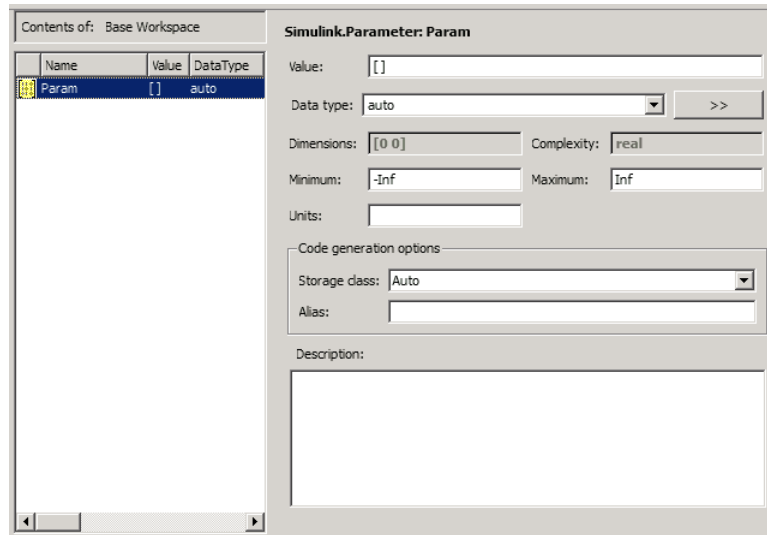 Contents of: Base Workspace
Name Value DataType
Param [ ] auto
Simulink.Parameter: Param
Value: [ ]
Data type: auto >>
Dimensions: [0 0] Complexity: real
Minimum: -Inf Maximum: Inf
Units:
Code generation options
Storage class: Auto
Alias:
Description: